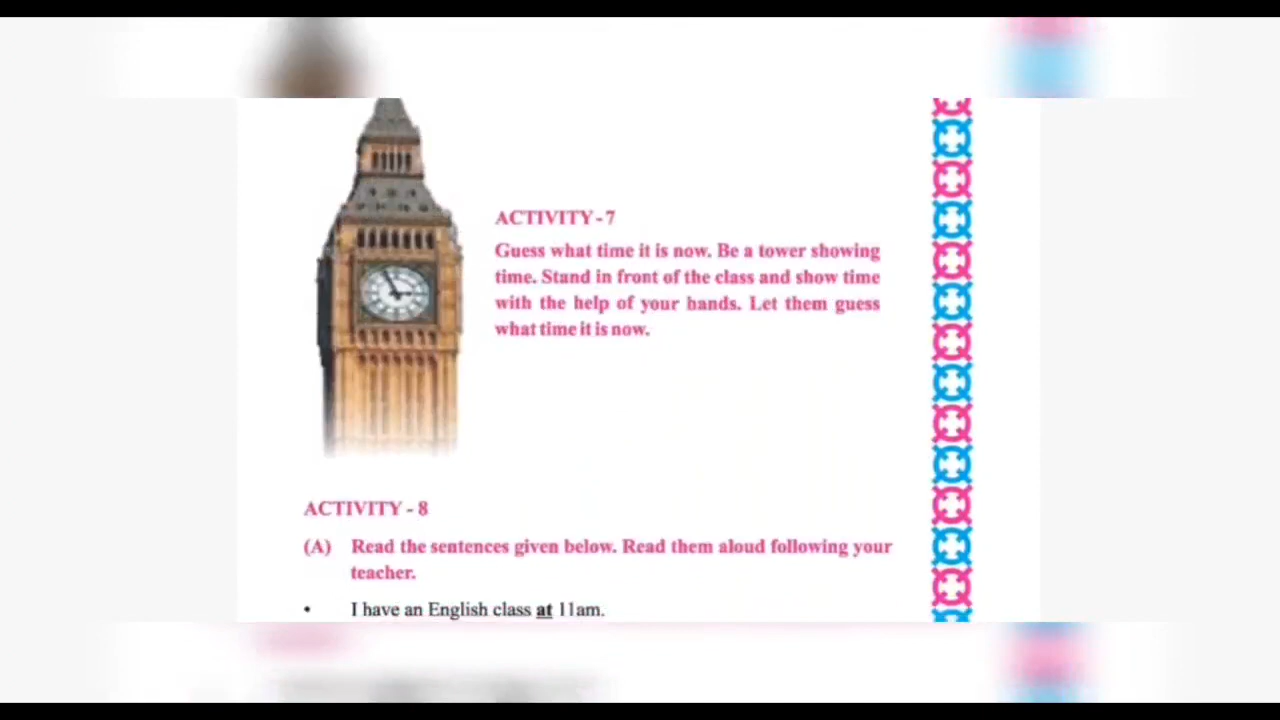 ACTIVITY - 7
Guess what time it is now. Be a tower showing
time. Stand in front of the class and show time
with the help of your hands. Let them guess
what time it is now.
ACTIVITY - 8
(A) Read the sentences given below. Read them aloud following your
teacher.
• I have an English class at 11am.